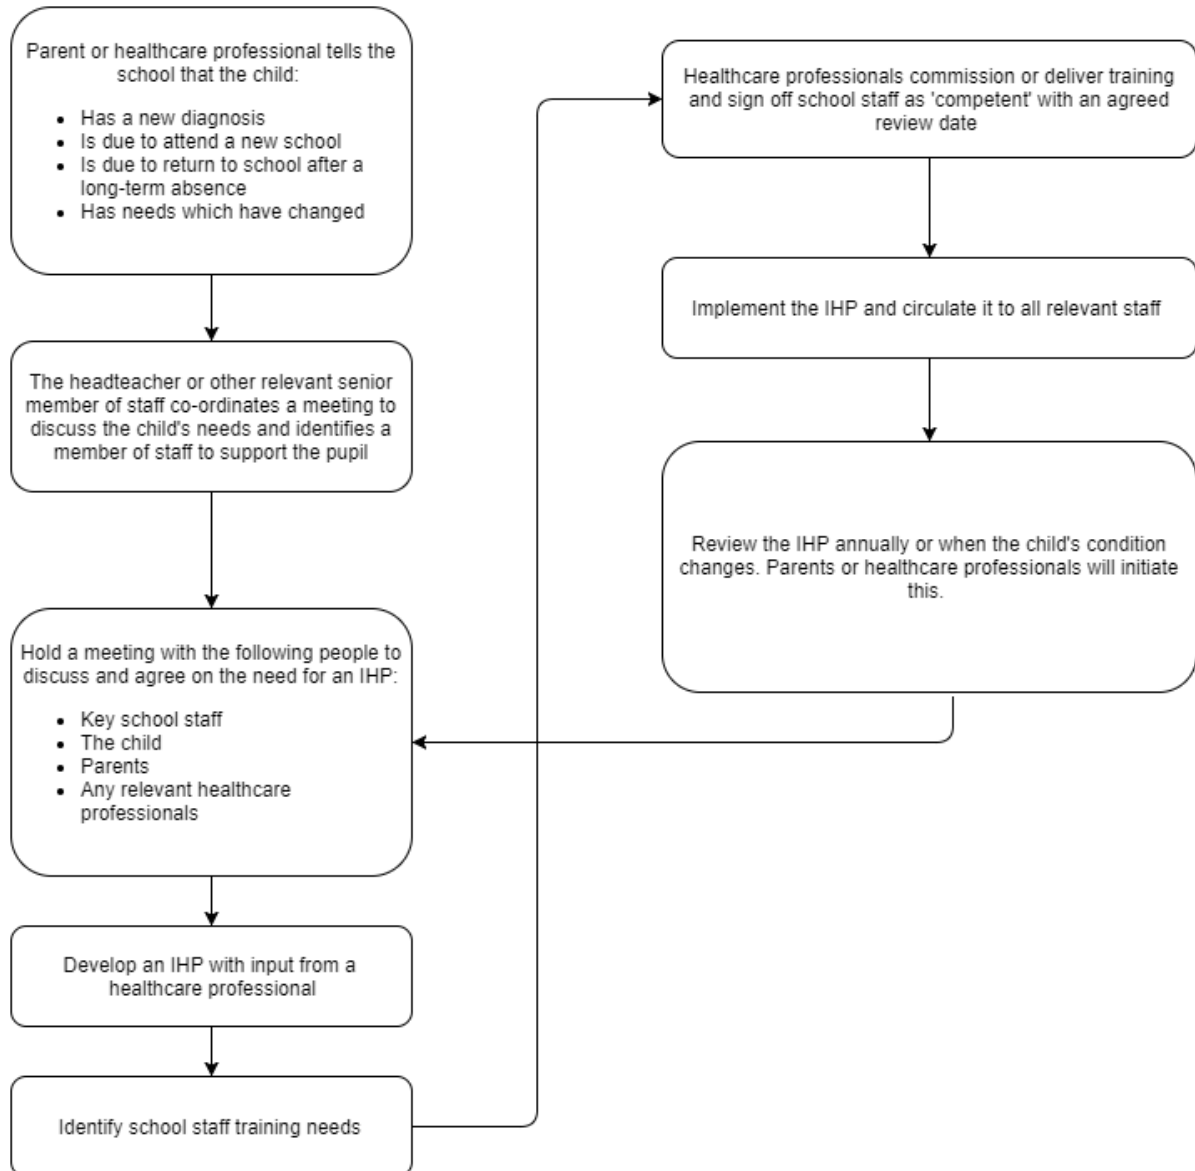 Parent or healthcare professional tells the
school that the child:
• Has a new diagnosis
• Is due to attend a new school
• Is due to return to school after a
long-term absence
• Has needs which have changed
The headteacher or other relevant senior
member of staff co-ordinates a meeting to
discuss the child's needs and identifies a
member of staff to support the pupil
Hold a meeting with the following people to
discuss and agree on the need for an IHP:
• Key school staff
• The child
• Parents
• Any relevant healthcare
professionals
Develop an IHP with input from a
healthcare professional
Identify school staff training needs
Healthcare professionals commission or deliver training
and sign off school staff as 'competent' with an agreed
review date
Implement the IHP and circulate it to all relevant staff
Review the IHP annually or when the child's condition
changes. Parents or healthcare professionals will initiate
this.